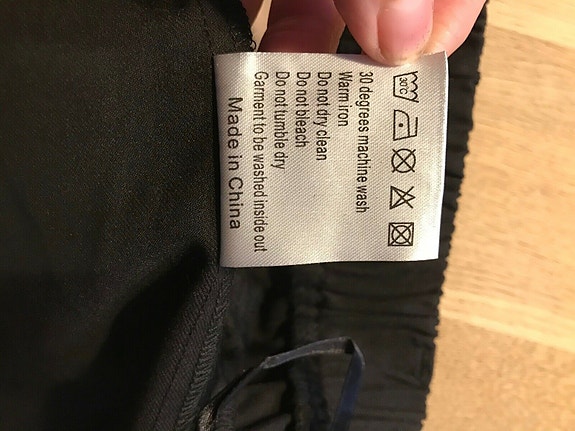 30°C
30 degrees machine wash
Warm iron
Do not dry clean
Do not bleach
Do not tumble dry
Garment to be washed inside out
Made in China